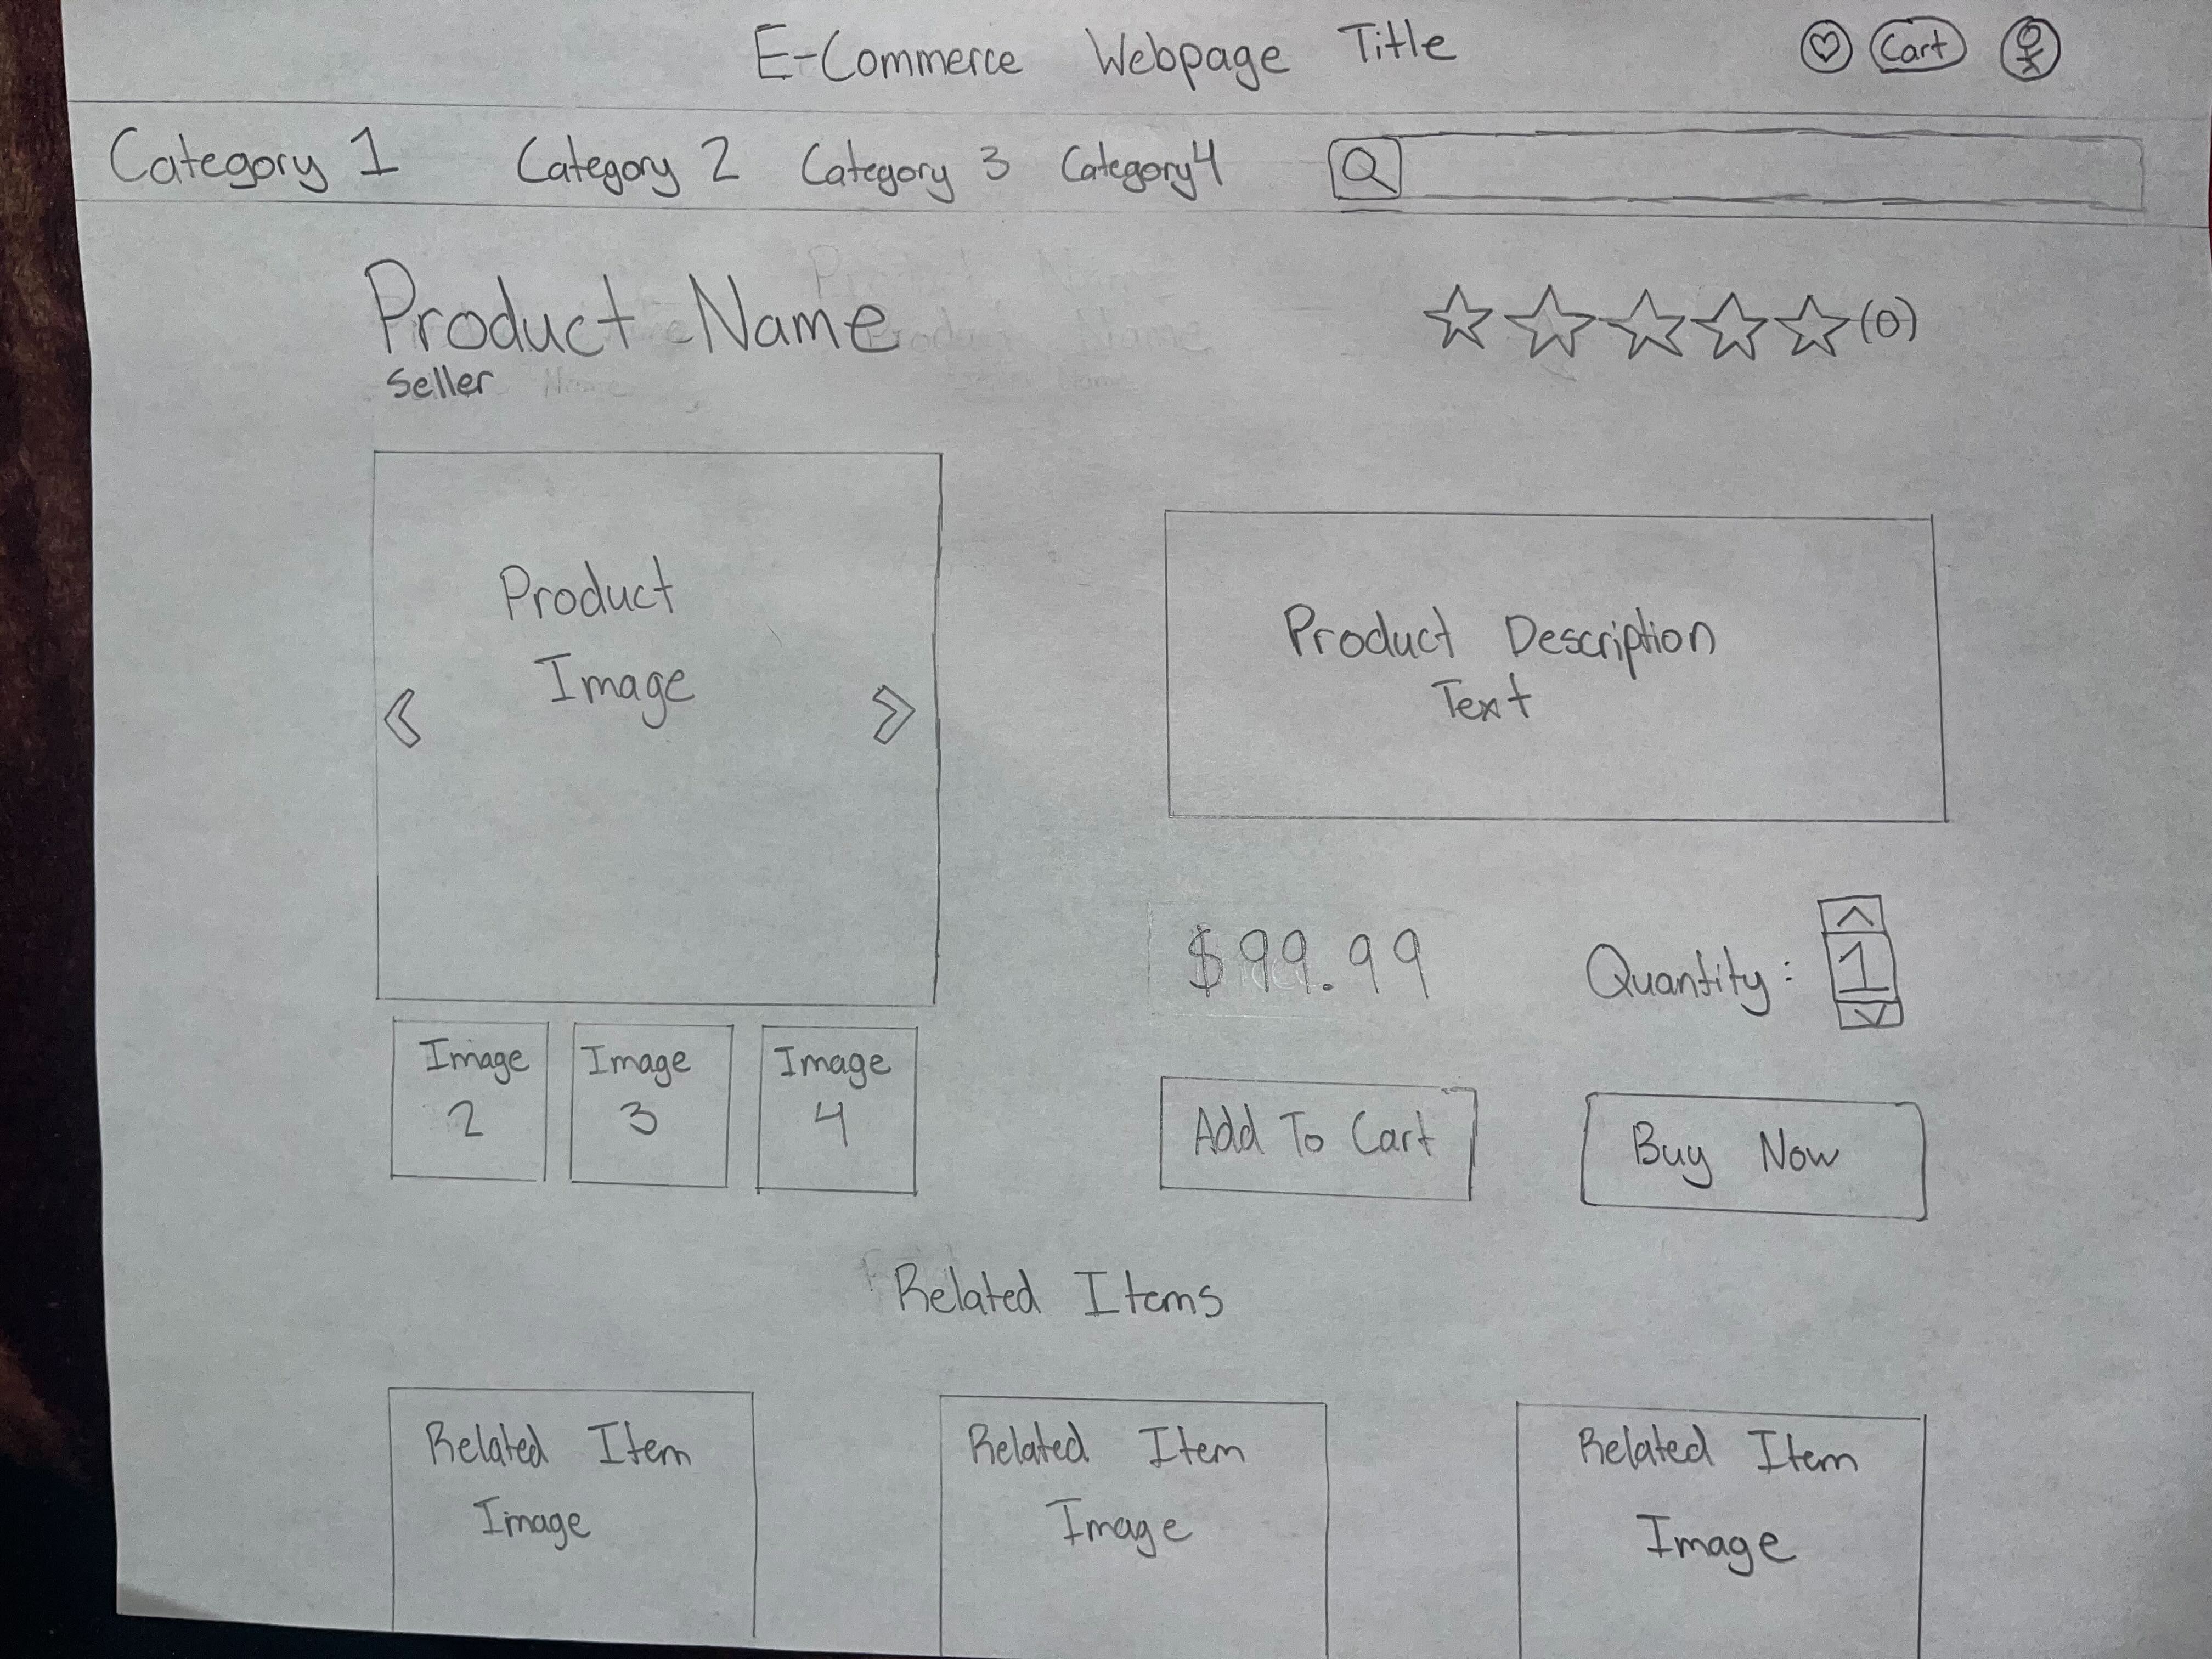 E-Commerce Webpage Title
Cart
Category 1 Category 2 Category 3 Category 4
Product Name
(0)
Seller
Product
Image
Product Description
Text
$99.99
Quantity: 1
Image
2
Image
3
Image
4
Add To Cart
Buy Now
Related Items
Related Item
Image
Related Item
Image
Related Item
Image